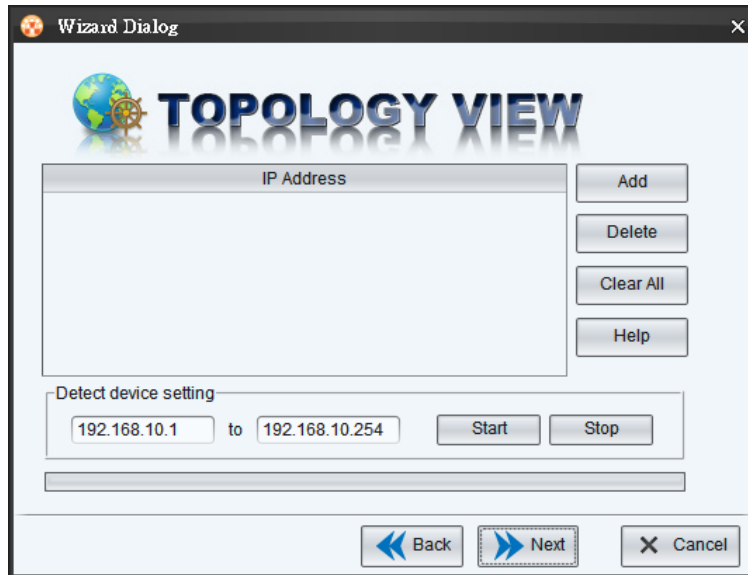 Wizard Dialog
TOPOLOGY VIEW
IP Address
Add
Delete
Clear All
Help
Detect device setting
192.168.10.1 to 192.168.10.254 Start Stop
Back Next Cancel